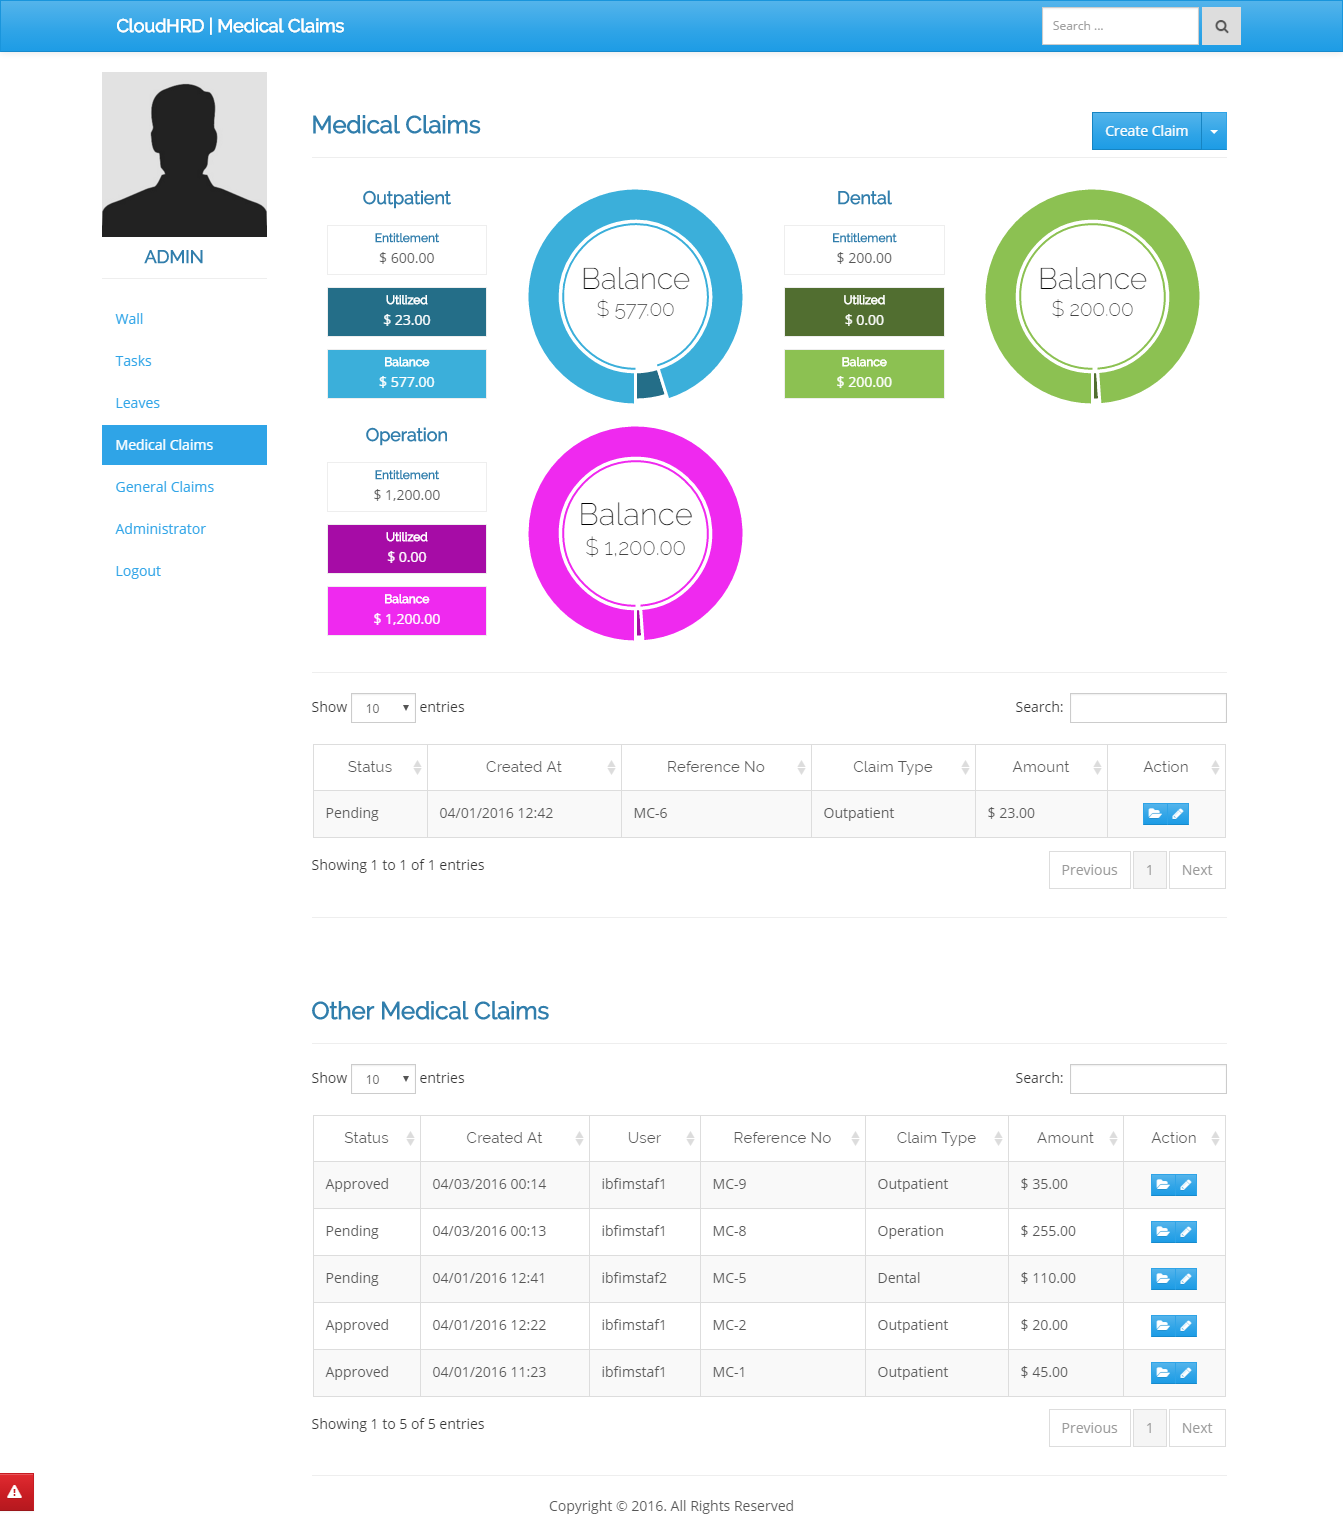 CloudHRD | Medical Claims
Search ...
ADMIN
Wall
Tasks
Leaves
Medical Claims
General Claims
Administrator
Logout
Medical Claims
Create Claim
Outpatient
Entitlement
$ 600.00
Utilized
$ 23.00
Balance
$ 577.00
Balance
$ 577.00
Dental
Entitlement
$ 200.00
Utilized
$ 0.00
Balance
$ 200.00
Balance
$ 200.00
Operation
Entitlement
$ 1,200.00
Utilized
$ 0.00
Balance
$ 1,200.00
Balance
$ 1,200.00
Show 10 entries
Search:
Status Created At Reference No Claim Type Amount Action
Pending 04/01/2016 12:42 MC-6 Outpatient $ 23.00
Showing 1 to 1 of 1 entries
Previous 1 Next
Other Medical Claims
Show 10 entries
Search:
Status Created At User Reference No Claim Type Amount Action
Approved 04/03/2016 00:14 ibfimstaf1 MC-9 Outpatient $ 35.00
Pending 04/03/2016 00:13 ibfimstaf1 MC-8 Operation $ 255.00
Pending 04/01/2016 12:41 ibfimstaf2 MC-5 Dental $ 110.00
Approved 04/01/2016 12:22 ibfimstaf1 MC-2 Outpatient $ 20.00
Approved 04/01/2016 11:23 ibfimstaf1 MC-1 Outpatient $ 45.00
Showing 1 to 5 of 5 entries
Previous 1 Next
Copyright © 2016. All Rights Reserved